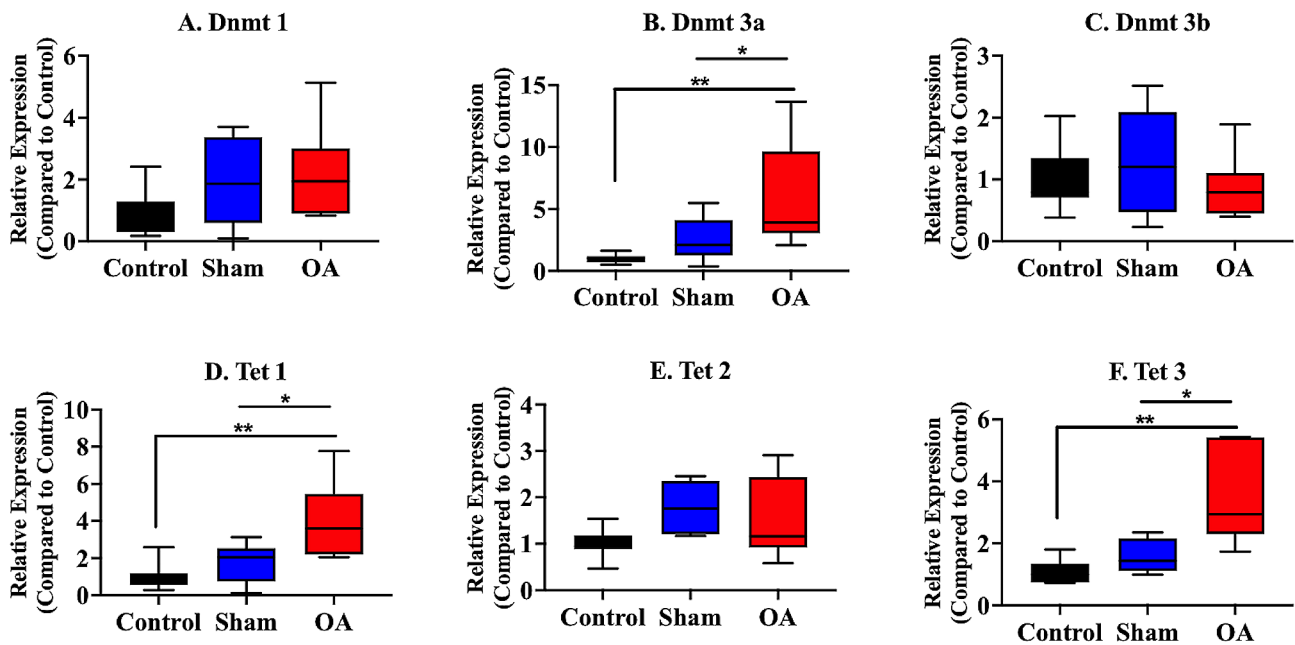 A. Dnmt 1
Relative Expression
(Compared to Control)
6
4
2
0
Control Sham OA
B. Dnmt 3a
Relative Expression
(Compared to Control)
*
**
15
10
5
0
Control Sham OA
C. Dnmt 3b
Relative Expression
(Compared to Control)
3
2
1
0
Control Sham OA
D. Tet 1
Relative Expression
(Compared to Control)
*
**
10
8
6
4
2
0
Control Sham OA
E. Tet 2
Relative Expression
(Compared to Control)
4
3
2
1
0
Control Sham OA
F. Tet 3
Relative Expression
(Compared to Control)
*
**
6
4
2
0
Control Sham OA